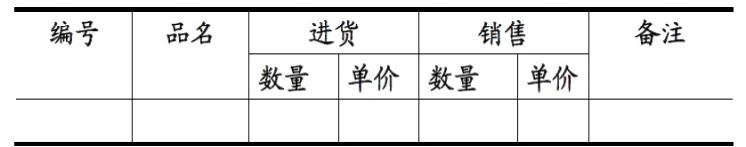 编号 品名 进货 销售 备注
数量 单价 数量 单价